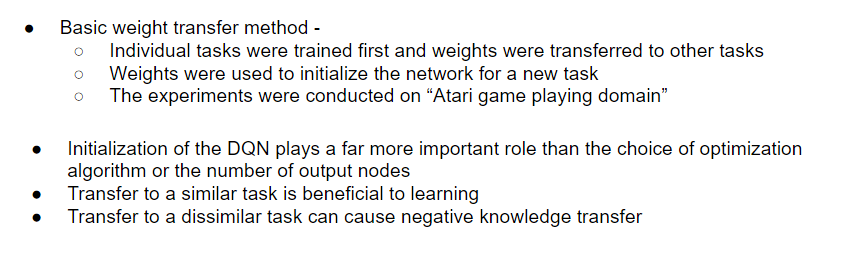 ● Basic weight transfer method -
○ Individual tasks were trained first and weights were transferred to other tasks
○ Weights were used to initialize the network for a new task
○ The experiments were conducted on “Atari game playing domain”
● Initialization of the DQN plays a far more important role than the choice of optimization
algorithm or the number of output nodes
● Transfer to a similar task is beneficial to learning
● Transfer to a dissimilar task can cause negative knowledge transfer